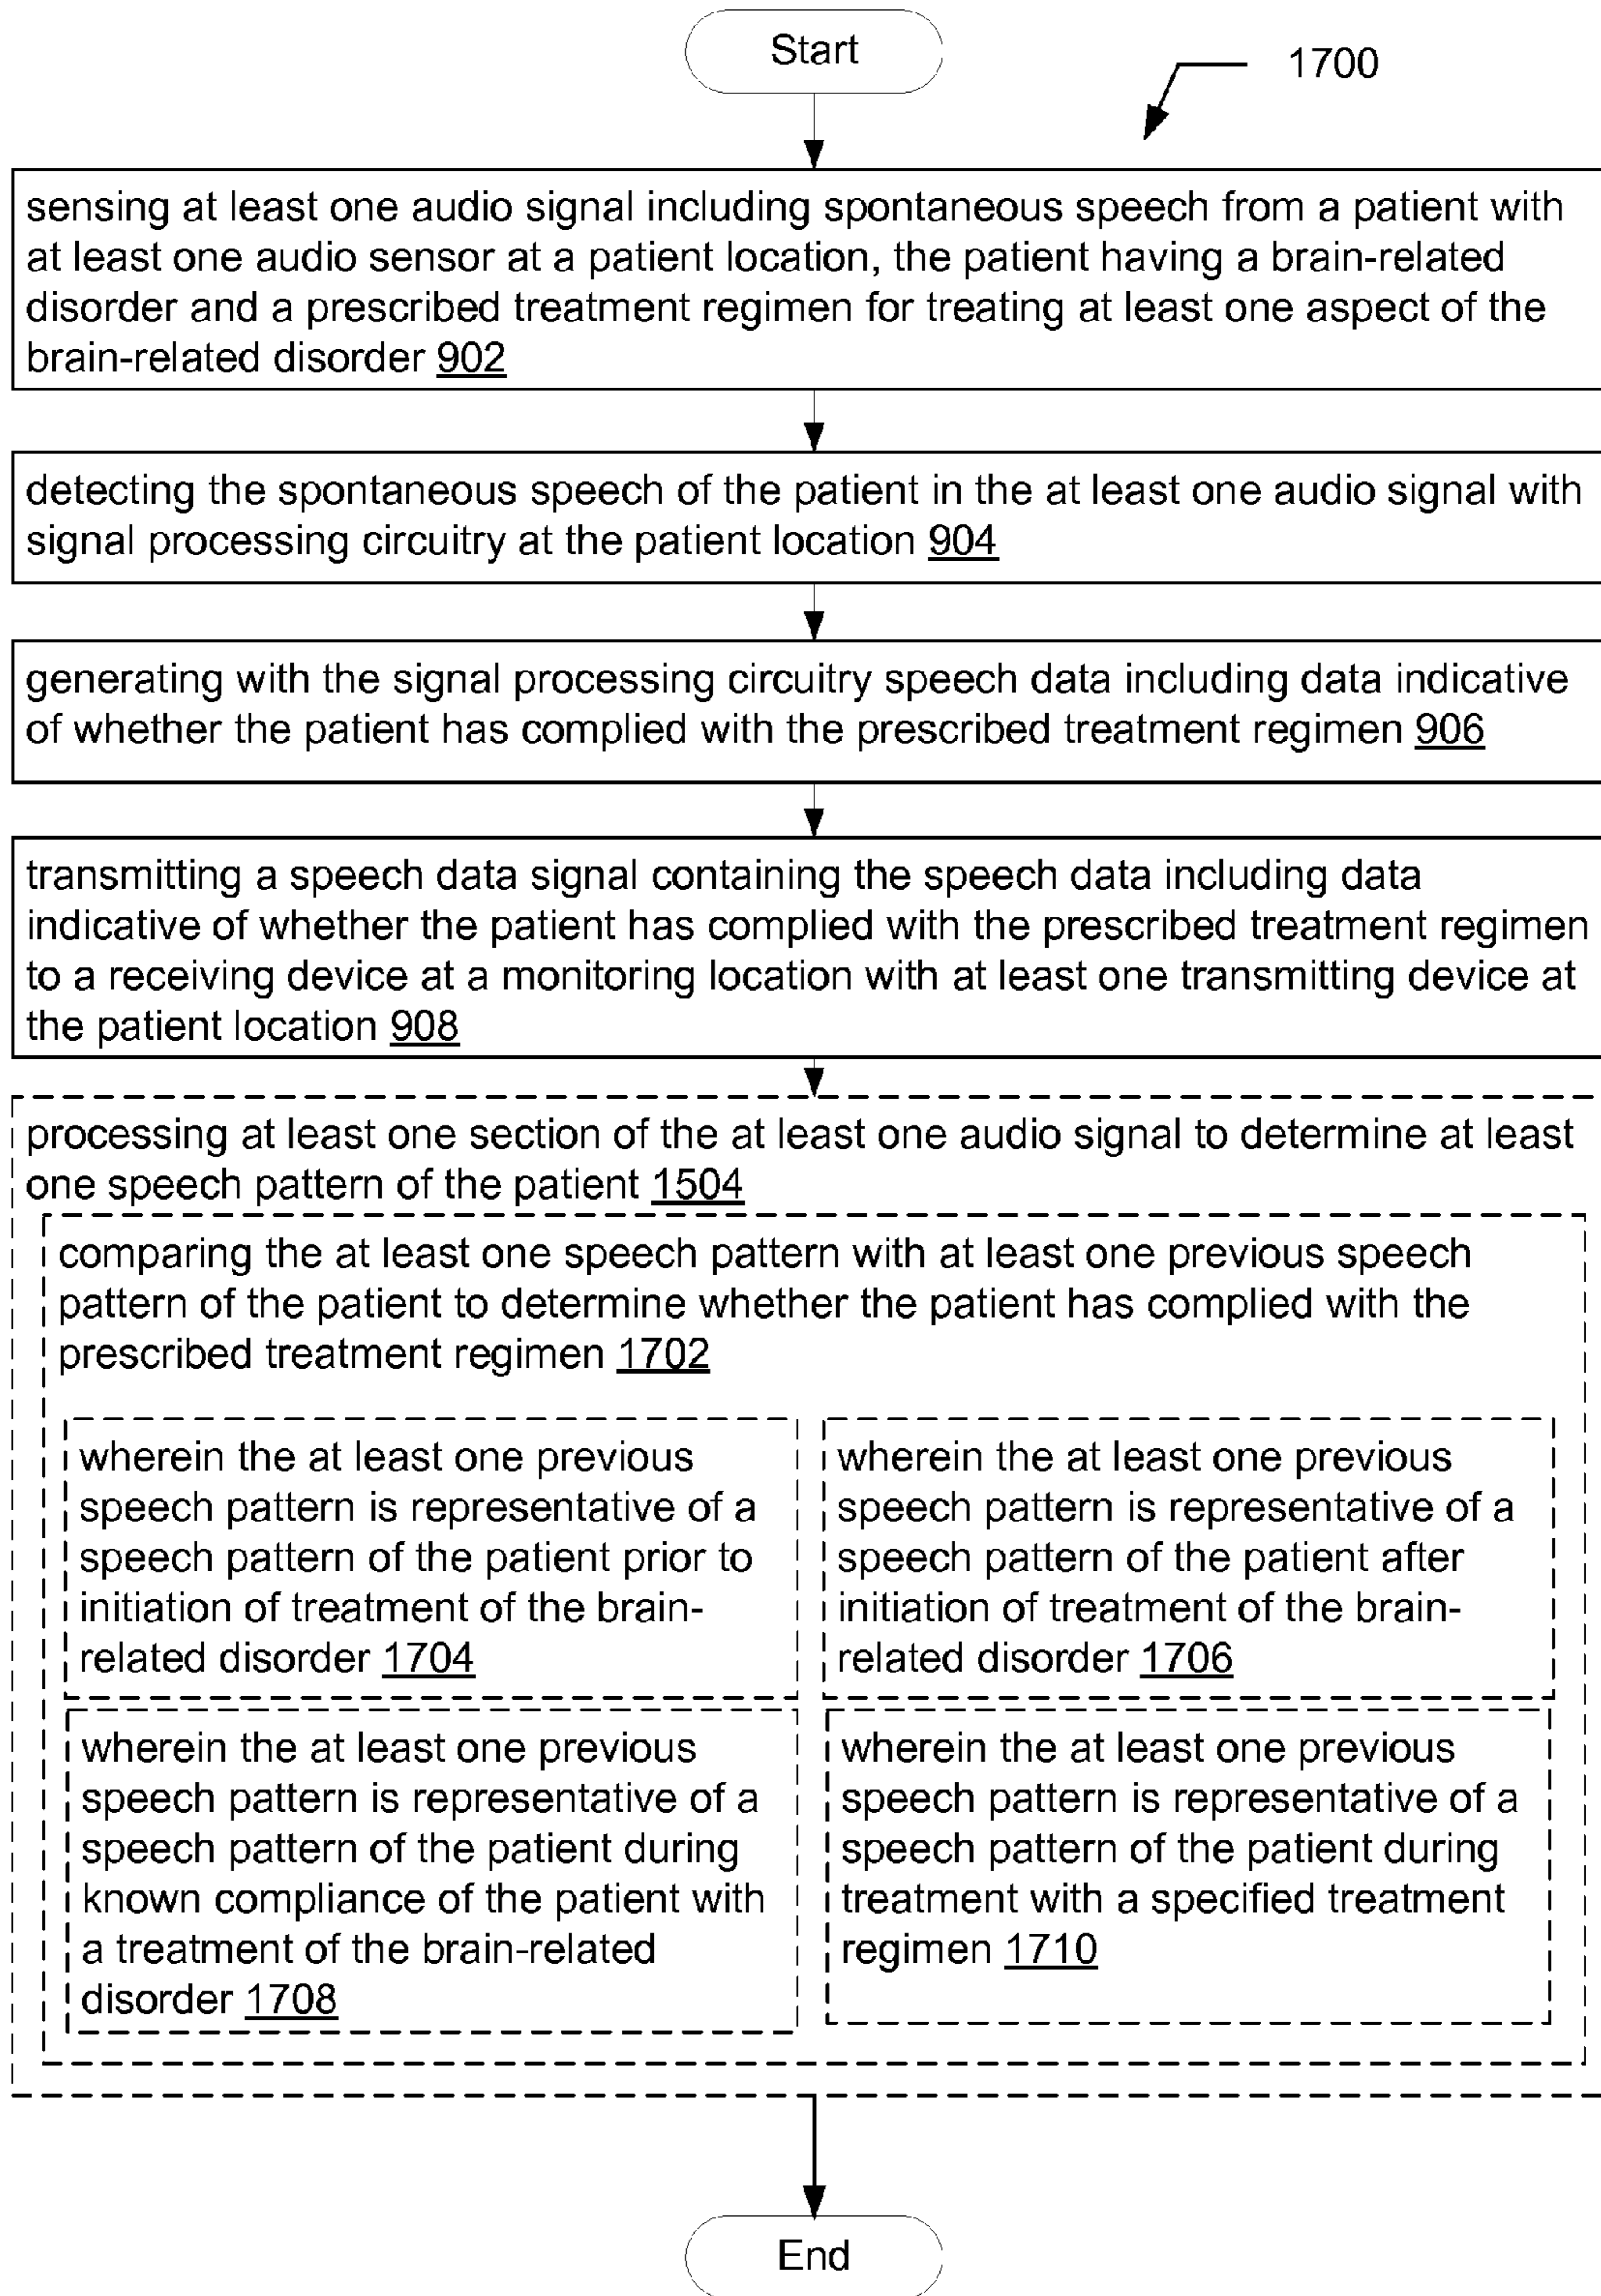 Start
1700
sensing at least one audio signal including spontaneous speech from a patient with
at least one audio sensor at a patient location, the patient having a brain-related
disorder and a prescribed treatment regimen for treating at least one aspect of the
brain-related disorder 902
detecting the spontaneous speech of the patient in the at least one audio signal with
signal processing circuitry at the patient location 904
generating with the signal processing circuitry speech data including data indicative
of whether the patient has complied with the prescribed treatment regimen 906
transmitting a speech data signal containing the speech data including data
indicative of whether the patient has complied with the prescribed treatment regimen
to a receiving device at a monitoring location with at least one transmitting device at
the patient location 908
processing at least one section of the at least one audio signal to determine at least
one speech pattern of the patient 1504
comparing the at least one speech pattern with at least one previous speech
pattern of the patient to determine whether the patient has complied with the
prescribed treatment regimen 1702
wherein the at least one previous
speech pattern is representative of a
speech pattern of the patient prior to
initiation of treatment of the brain-
related disorder 1704
wherein the at least one previous
speech pattern is representative of a
speech pattern of the patient after
initiation of treatment of the brain-
related disorder 1706
wherein the at least one previous
speech pattern is representative of a
speech pattern of the patient during
known compliance of the patient with
a treatment of the brain-related
disorder 1708
wherein the at least one previous
speech pattern is representative of a
speech pattern of the patient during
treatment with a specified treatment
regimen 1710
End